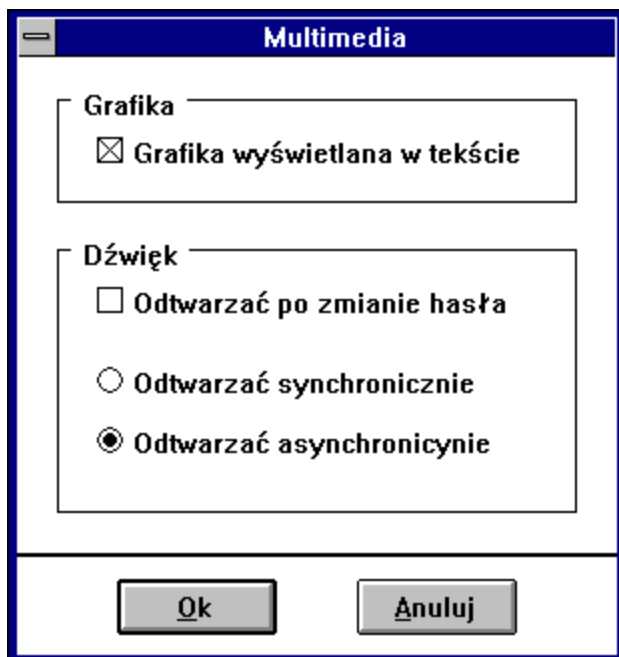 Multimedia
Grafika
Grafika wyświetlana w tekście
Dźwięk
Odtwarzać po zmianie hasła
Odtwarzać synchronicznie
Odtwarzać asynchronicynie
Ok
Anuluj